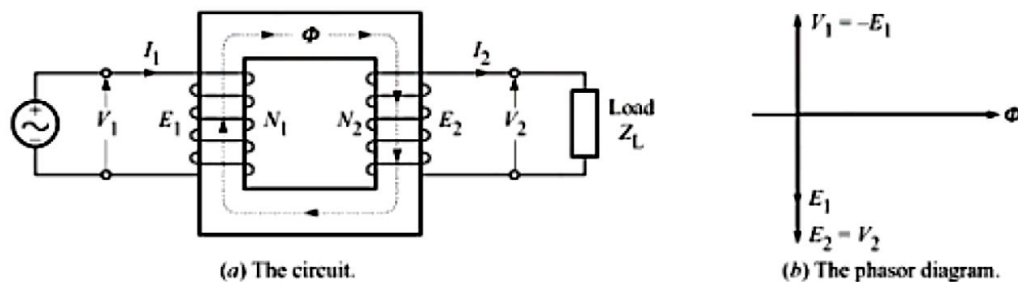 Φ
I₁
I₂
V₁
E₁
N₁
N₂
E₂
V₂
Load
Z_L
(a) The circuit.
V₁ = –E₁
Φ
E₁
E₂ = V₂
(b) The phasor diagram.